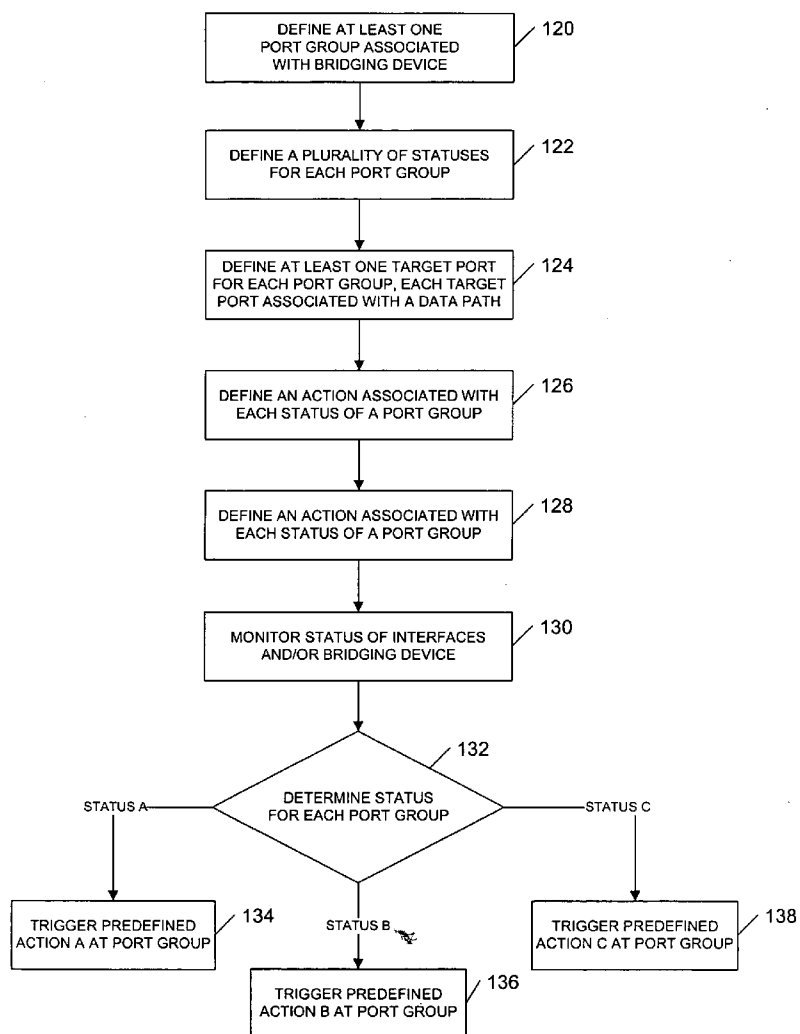 DEFINE AT LEAST ONE
PORT GROUP ASSOCIATED
WITH BRIDGING DEVICE
120
DEFINE A PLURALITY OF STATUSES
FOR EACH PORT GROUP
122
DEFINE AT LEAST ONE TARGET PORT
FOR EACH PORT GROUP, EACH TARGET
PORT ASSOCIATED WITH A DATA PATH
124
DEFINE AN ACTION ASSOCIATED WITH
EACH STATUS OF A PORT GROUP
126
DEFINE AN ACTION ASSOCIATED WITH
EACH STATUS OF A PORT GROUP
128
MONITOR STATUS OF INTERFACES
AND/OR BRIDGING DEVICE
130
132
DETERMINE STATUS
FOR EACH PORT GROUP
STATUS A
STATUS C
TRIGGER PREDEFINED
ACTION A AT PORT GROUP
134
STATUS B
TRIGGER PREDEFINED
ACTION C AT PORT GROUP
138
TRIGGER PREDEFINED
ACTION B AT PORT GROUP
136